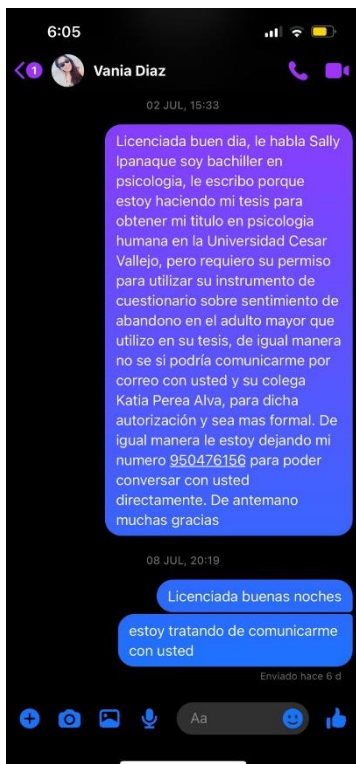 6:05
1
Vania Diaz
02 JUL, 15:33
Licenciada buen dia, le habla Sally
Ipanaque soy bachiller en
psicologia, le escribo porque
estoy haciendo mi tesis para
obtener mi titulo en psicologia
humana en la Universidad Cesar
Vallejo, pero requiero su permiso
para utilizar su instrumento de
cuestionario sobre sentimiento de
abandono en el adulto mayor que
utilizo en su tesis, de igual manera
no se si podría comunicarme por
correo con usted y su colega
Katia Perea Alva, para dicha
autorización y sea mas formal. De
igual manera le estoy dejando mi
numero 950476156 para poder
conversar con usted
directamente. De antemano
muchas gracias
08 JUL, 20:19
Licenciada buenas noches
estoy tratando de comunicarme
con usted
Enviado hace 6 d
Aa